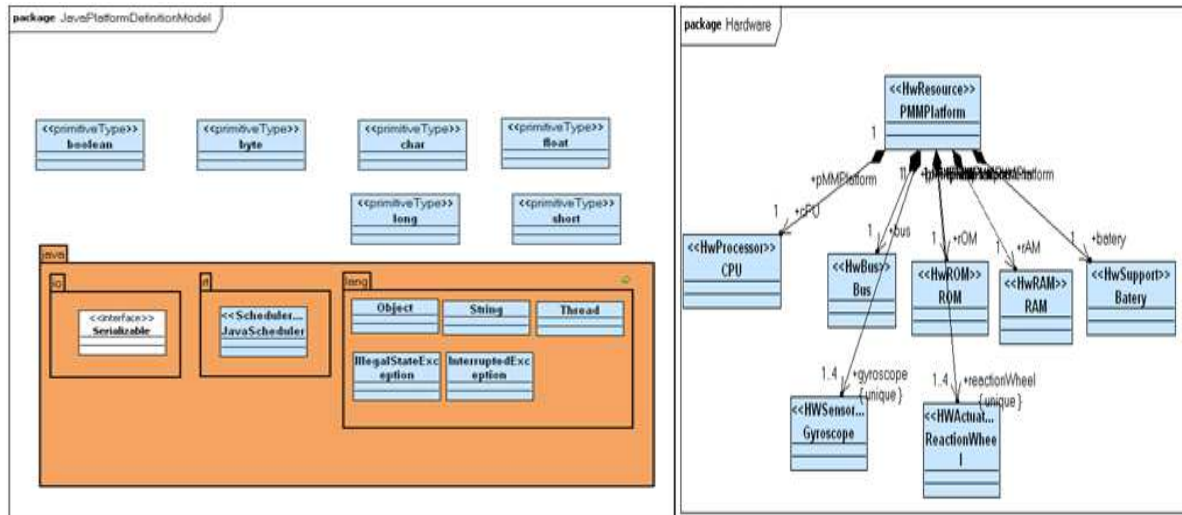 package JavaPlatformDefinitionModel
<<primitiveType>>
boolean
<<primitiveType>>
byte
<<primitiveType>>
char
<<primitiveType>>
float
<<primitiveType>>
long
<<primitiveType>>
short
java
io
<<interface>>
Serializable
<<Scheduler...
JavaScheduler
lang
Object
String
Thread
IllegalStateExc
eption
InterruptedExc
eption
package Hardware
<<HwResource>>
PMMPlatform
1
+pMMPlatform
1
+cPU
<<HwProcessor>>
CPU
1
+bus
<<HwBus>>
Bus
1
+rOM
<<HwROM>>
ROM
1
+rAM
<<HwRAM>>
RAM
1
+batery
<<HwSupport>>
Batery
1..4
+gyroscope
{unique}
<<HWSensor...
Gyroscope
1..4
+reactionWheel
{unique}
<<HWActuat...
ReactionWhee
l